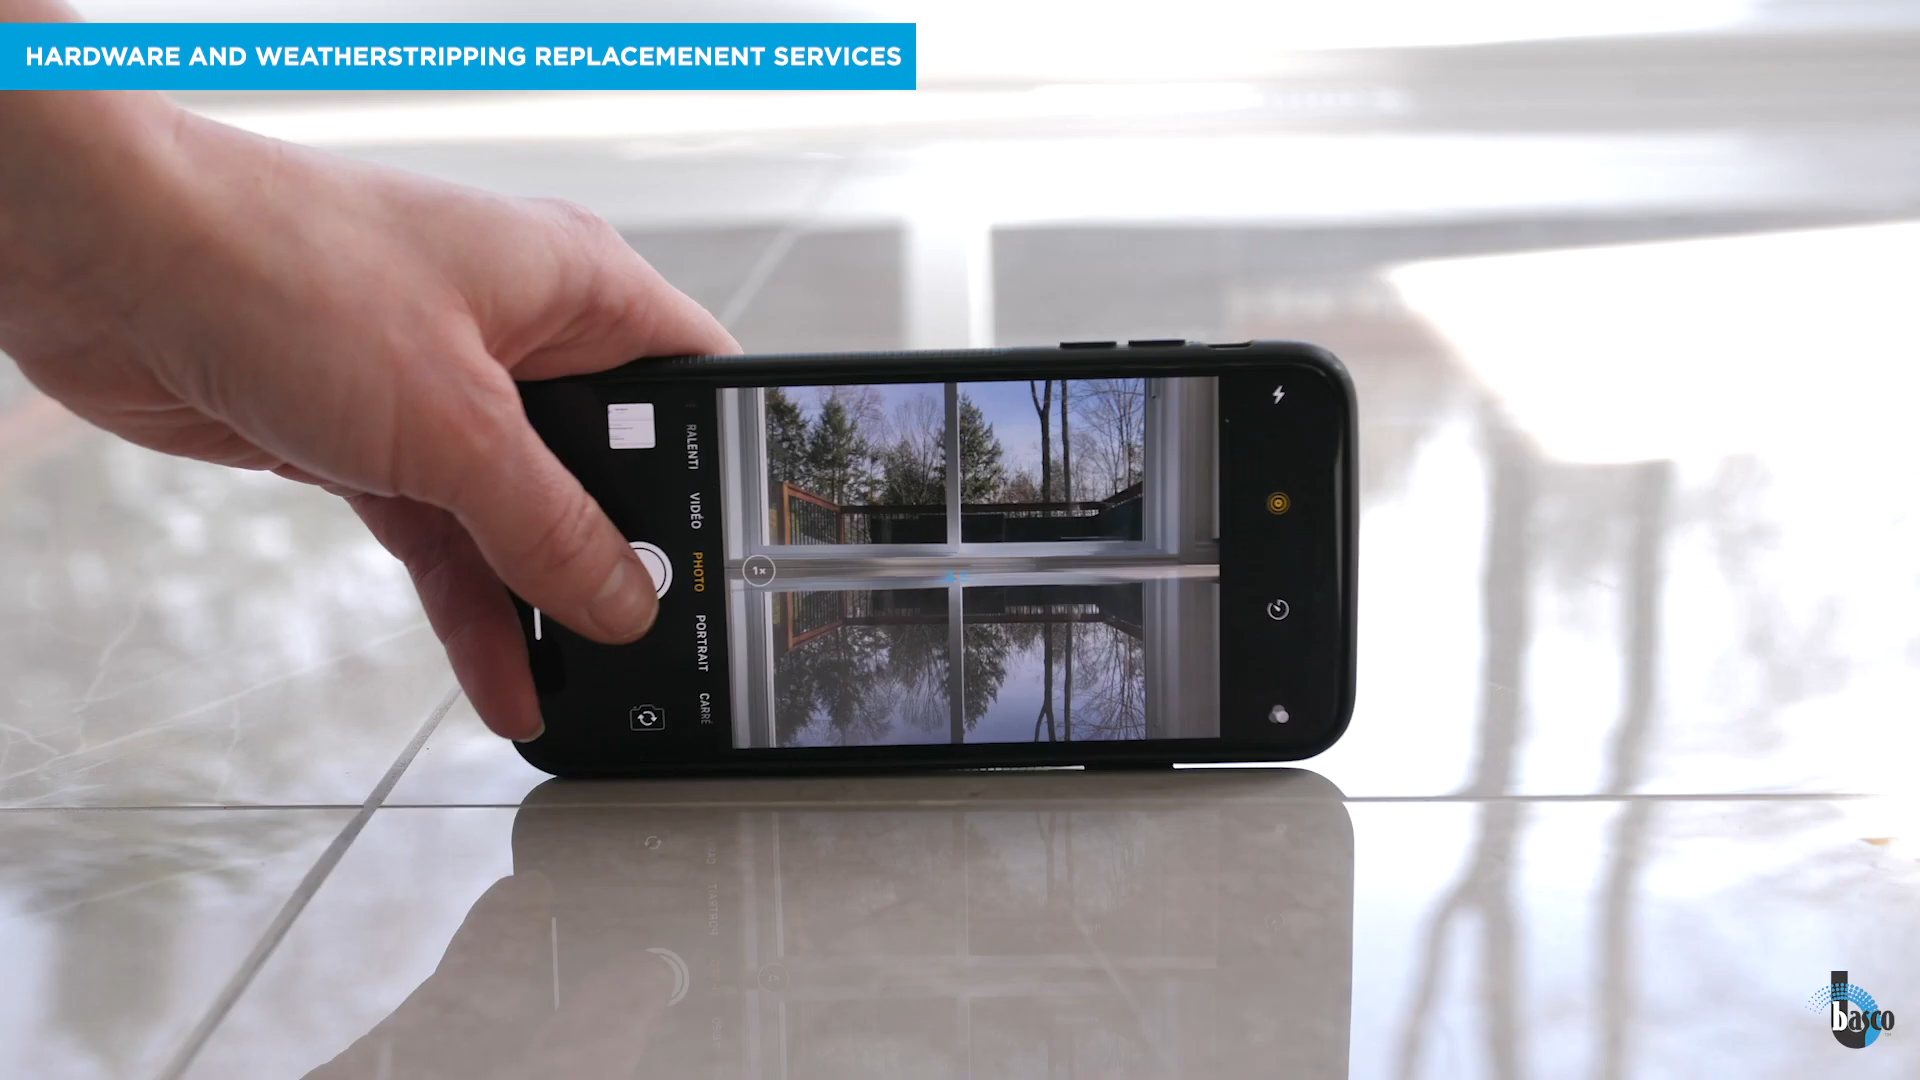 HARDWARE AND WEATHERSTRIPPING REPLACEMENENT SERVICES
RALENTI
VIDÉO
PHOTO
PORTRAIT
CARRÉ
1×
basco